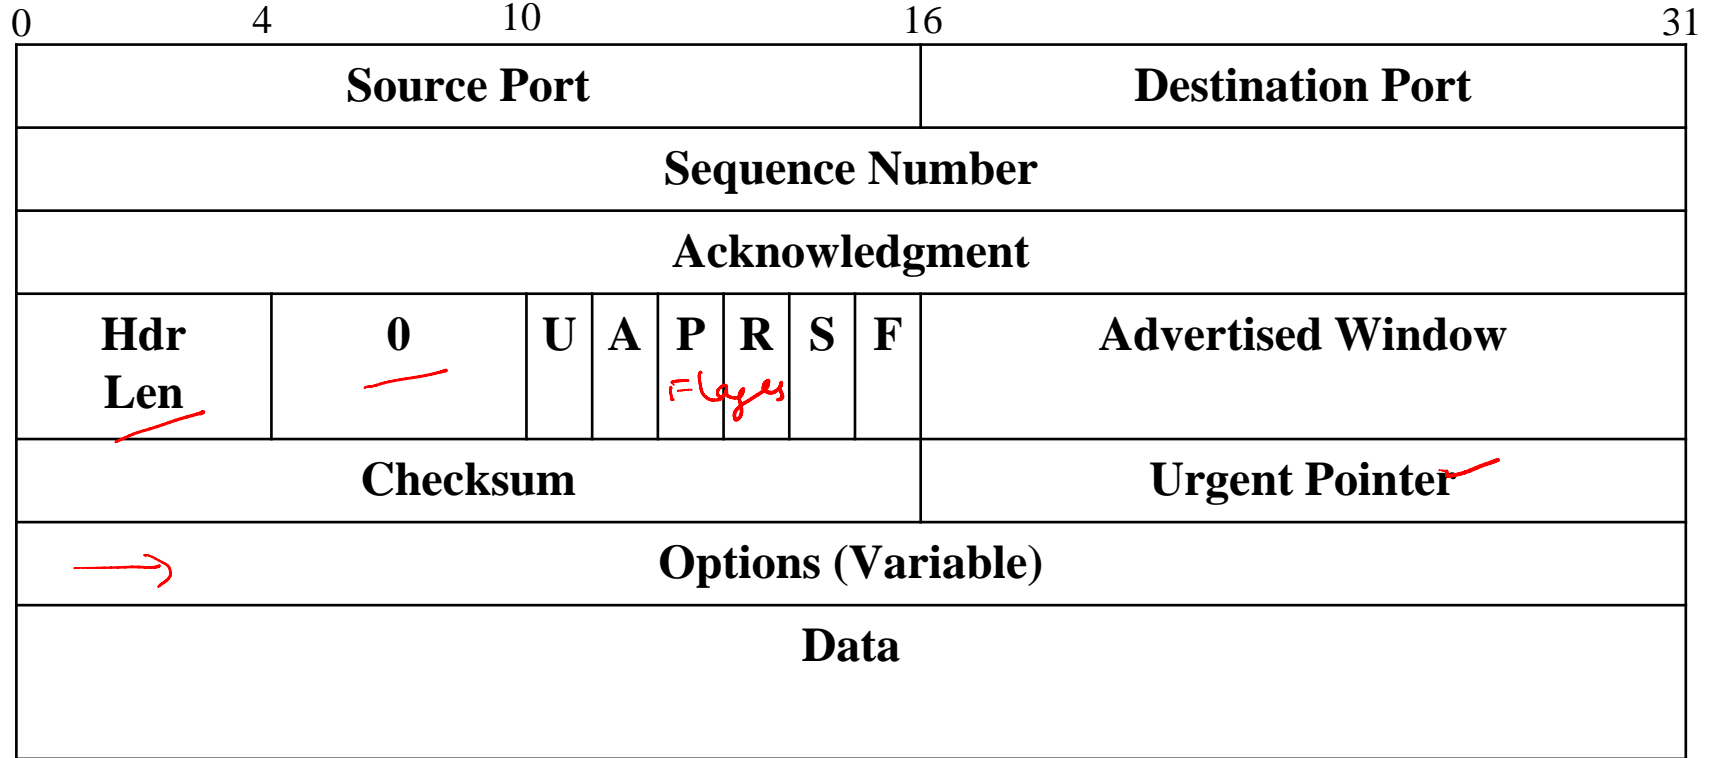 0 4 10 16 31
Source Port Destination Port
Sequence Number
Acknowledgment
Hdr 0 U A P R S F Advertised Window
Len Flages
Checksum Urgent Pointer
Options (Variable)
Data